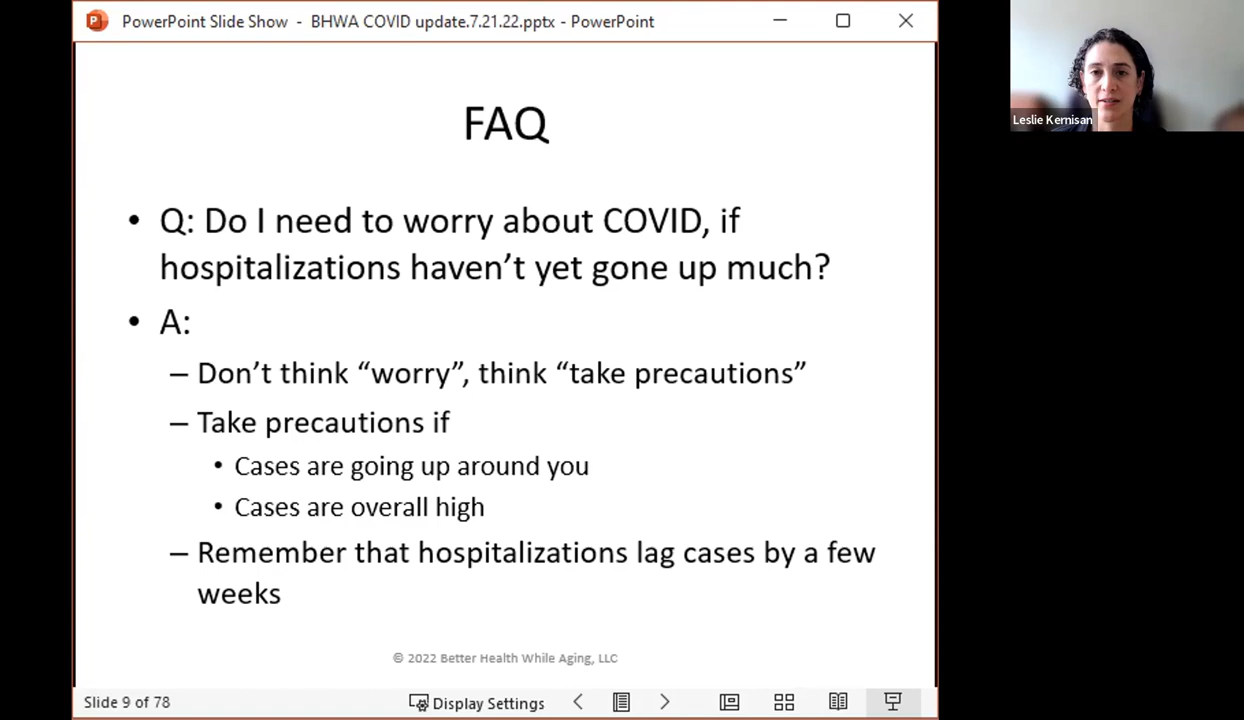 PowerPoint Slide Show - BHWA COVID update.7.21.22.pptx - PowerPoint
Leslie Kernisan
FAQ
• Q: Do I need to worry about COVID, if
hospitalizations haven’t yet gone up much?
• A:
– Don’t think “worry”, think “take precautions”
– Take precautions if
• Cases are going up around you
• Cases are overall high
– Remember that hospitalizations lag cases by a few
weeks
© 2022 Better Health While Aging, LLC
Slide 9 of 78
Display Settings